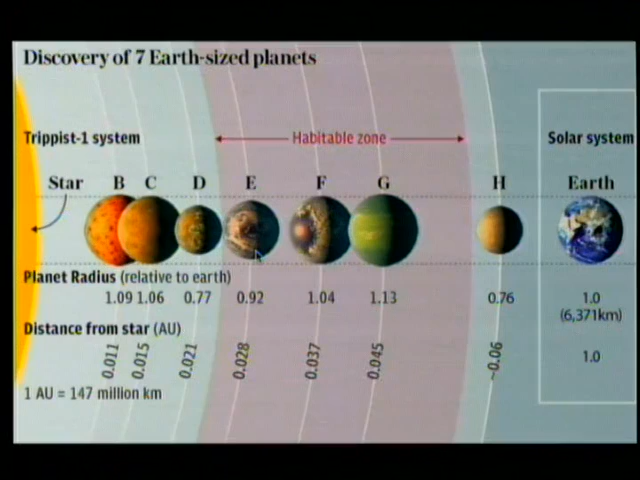 Discovery of 7 Earth-sized planets
Trippist-1 system
Habitable zone
Solar system
Star B C D E F G H Earth
Planet Radius (relative to earth)
1.09 1.06 0.77 0.92 1.04 1.13 0.76 1.0
(6,371km)
Distance from star (AU)
0.011 0.015 0.021 0.028 0.037 0.045 ~0.06 1.0
1 AU = 147 million km